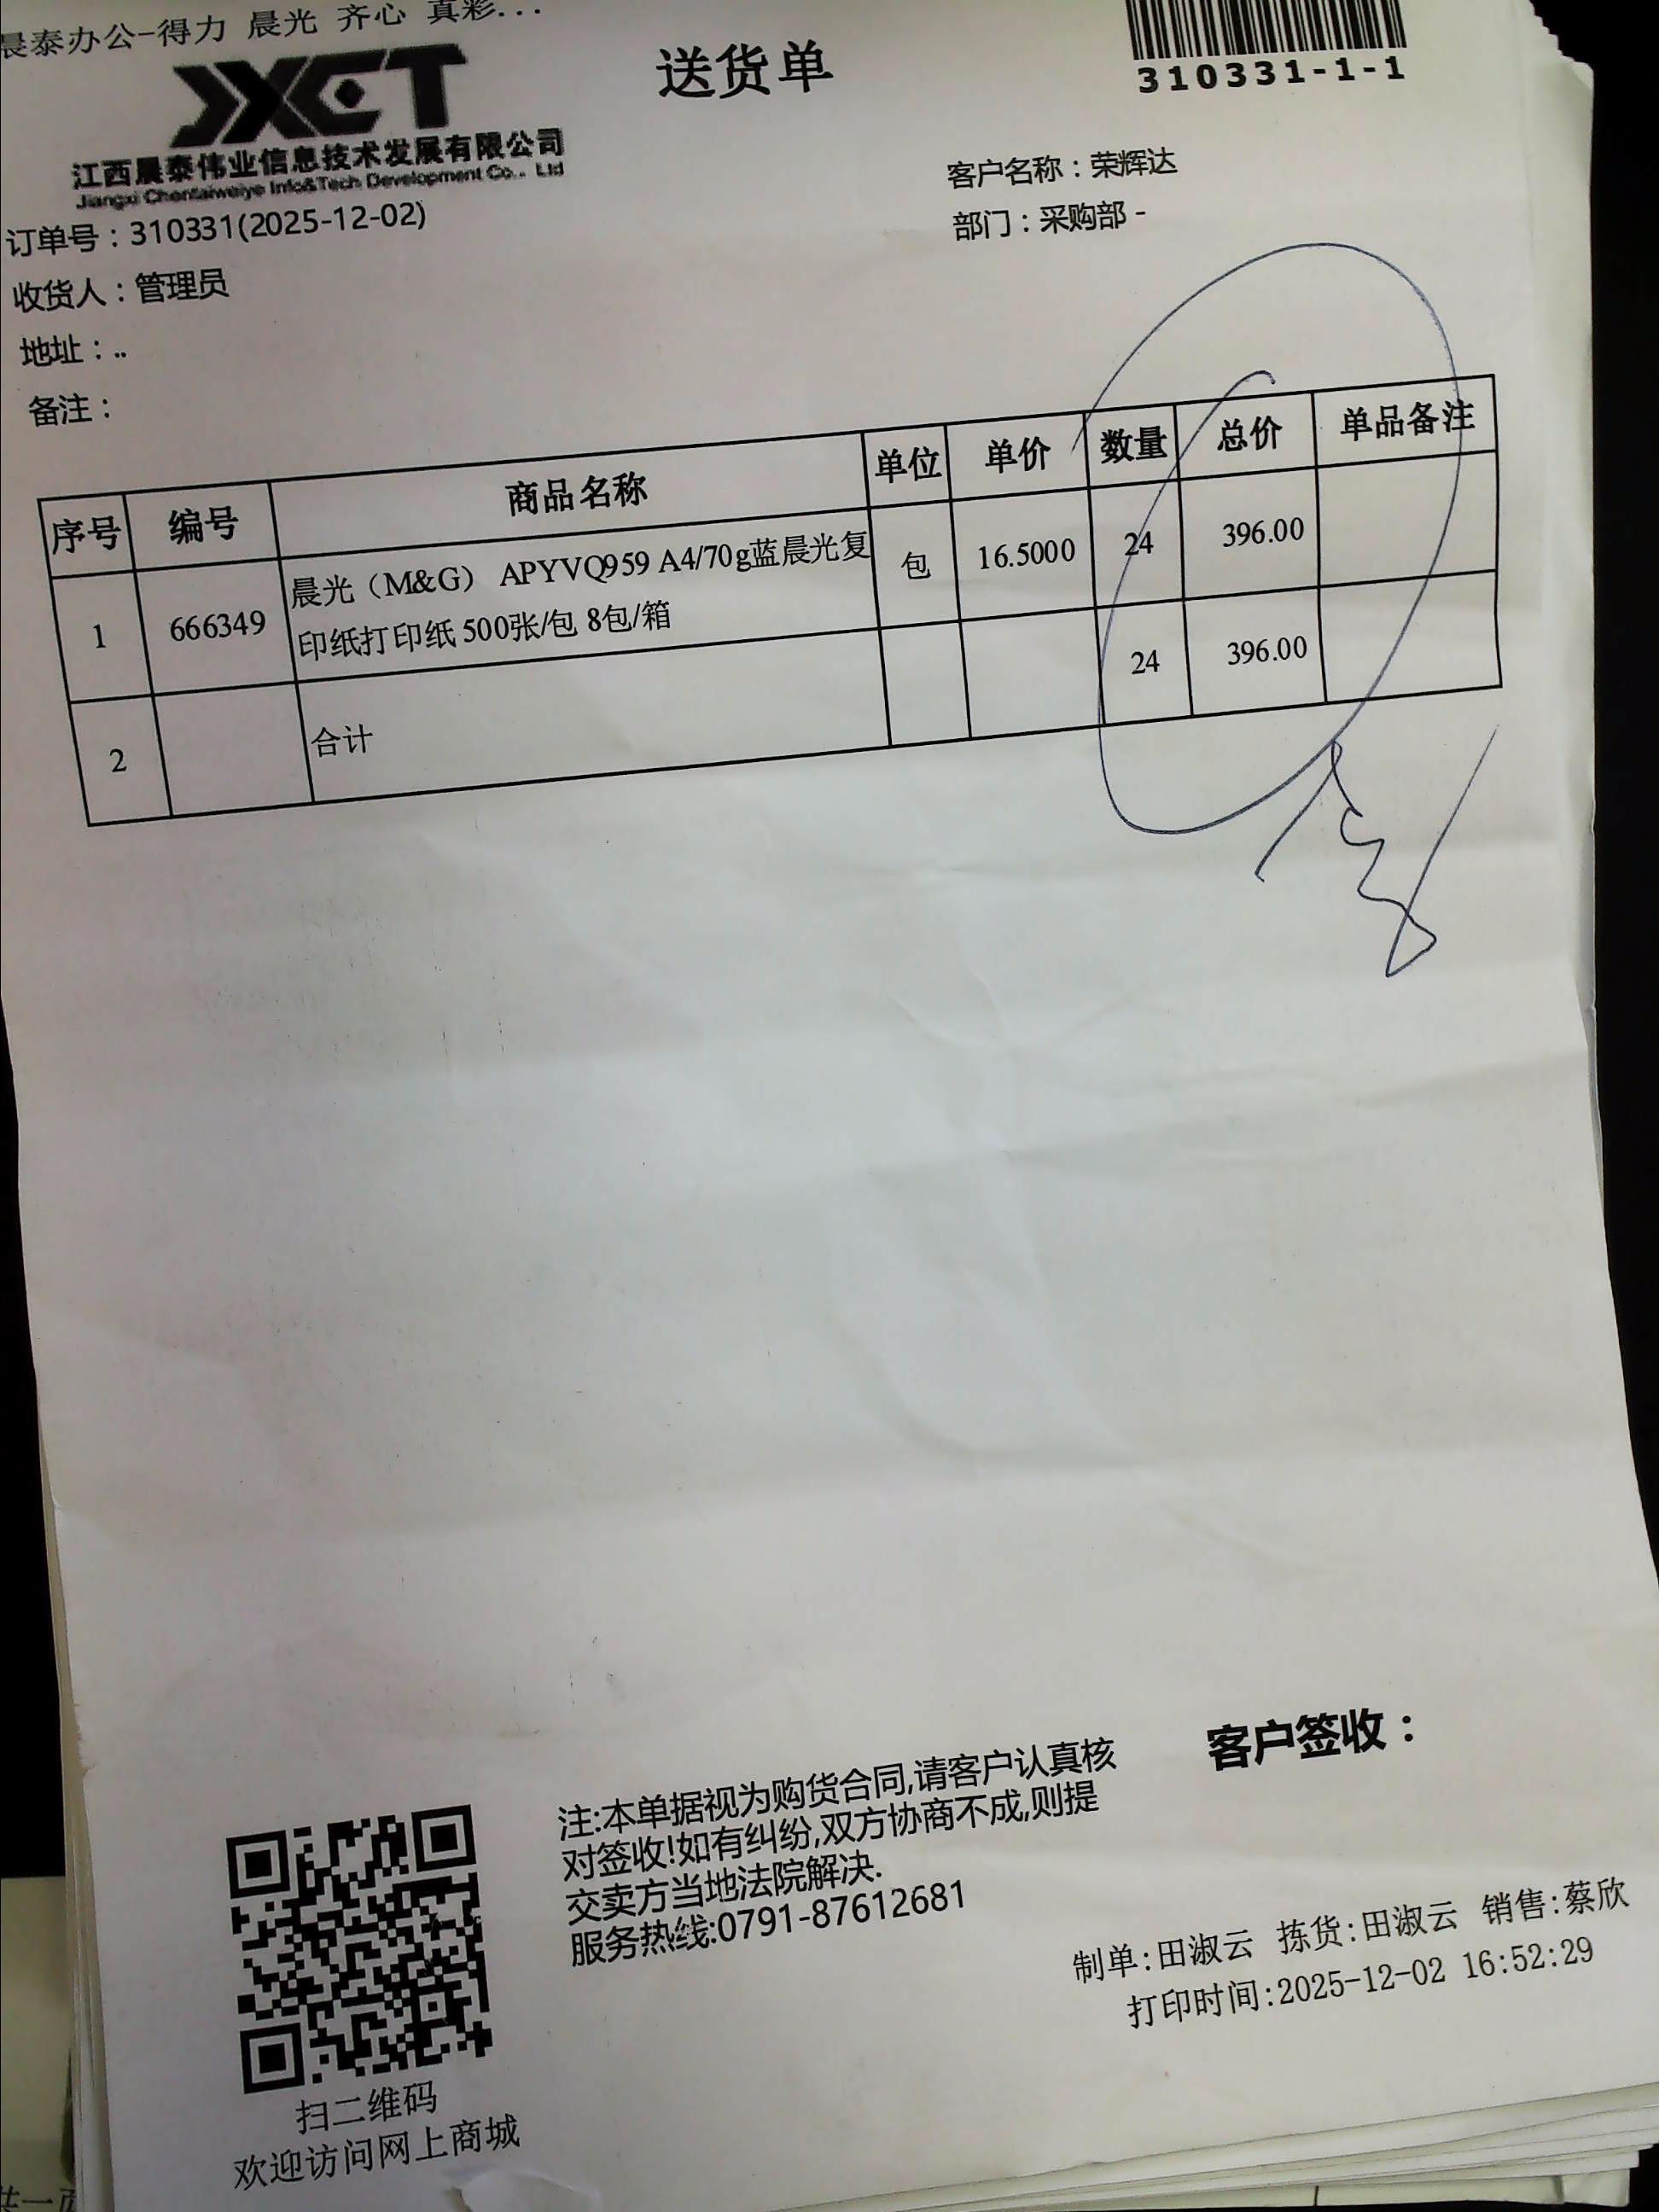 晨泰办公-得力 晨光 齐心 真彩...
JXCT
江西晨泰伟业信息技术发展有限公司
Jiangxi Chentaiweiye Info&Tech Development Co.. Ltd
送货单
310331-1-1
订单号：310331(2025-12-02)
客户名称：荣辉达
收货人：管理员
部门：采购部 -
地址：..
备注：
序号 编号 商品名称 单位 单价 数量 总价 单品备注
1 666349 晨光（M&G） APYVQ959 A4/70g蓝晨光复 包 16.5000 24 396.00
印纸打印纸 500张/包 8包/箱
2 合计 24 396.00
客户签收：
注:本单据视为购货合同,请客户认真核
对签收!如有纠纷,双方协商不成,则提
交卖方当地法院解决.
服务热线:0791-87612681
制单:田淑云 拣货:田淑云 销售:蔡欣
打印时间:2025-12-02 16:52:29
扫二维码
欢迎访问网上商城